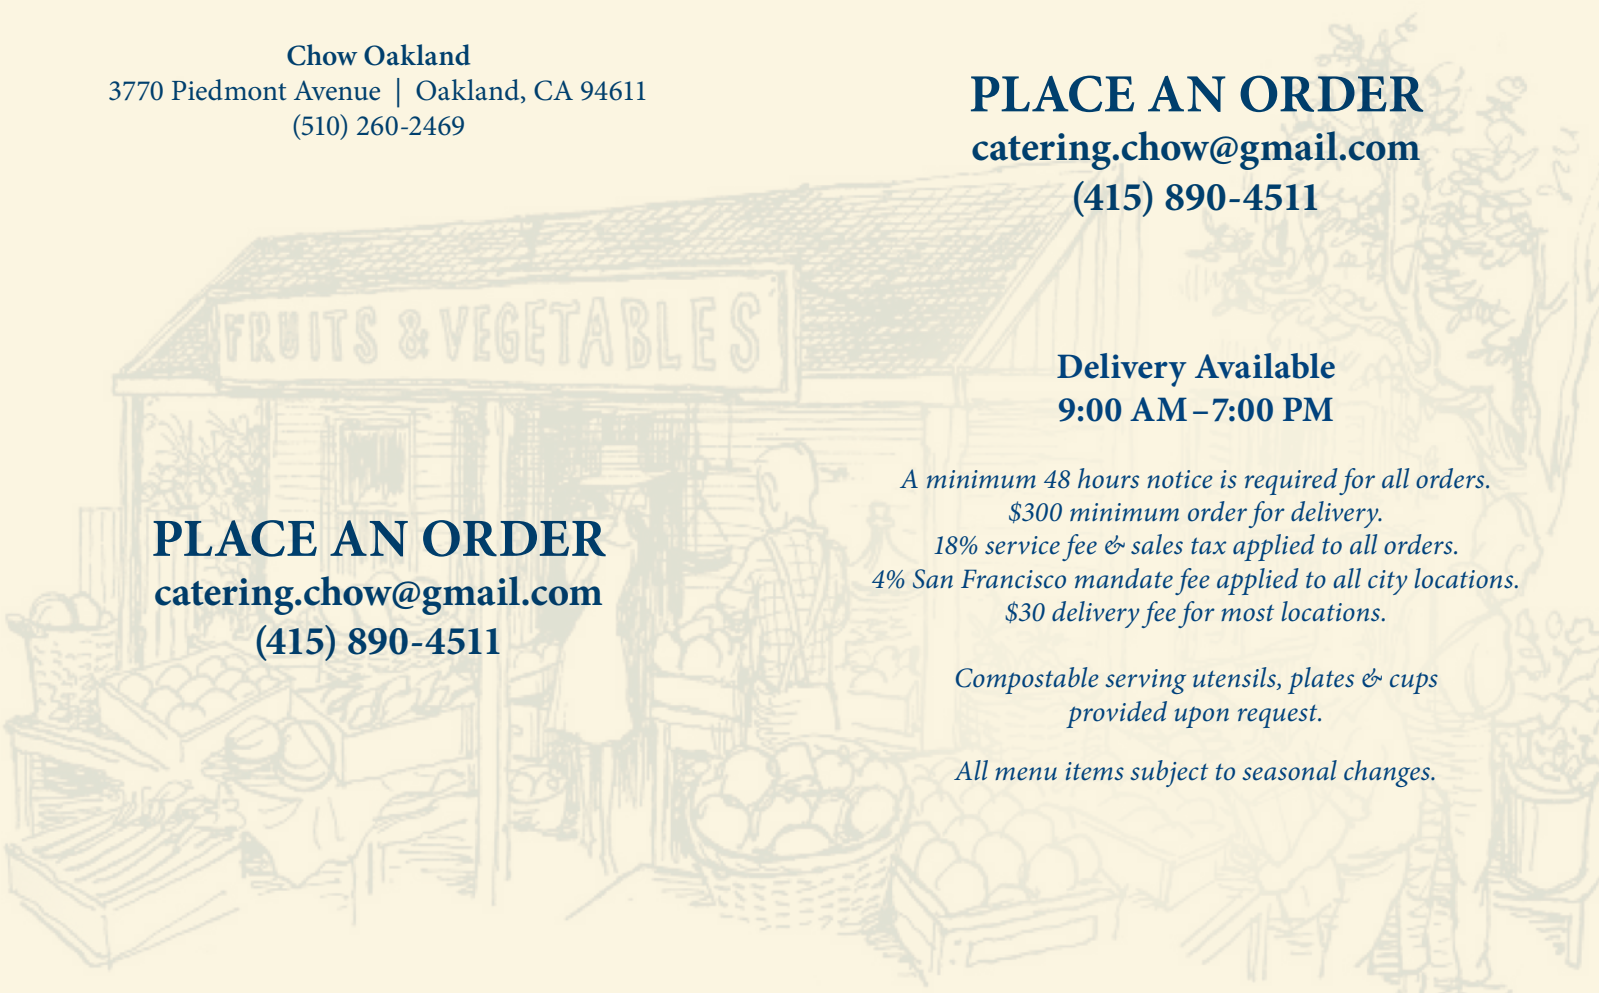 Chow Oakland
3770 Piedmont Avenue | Oakland, CA 94611
(510) 260-2469
PLACE AN ORDER
catering.chow@gmail.com
(415) 890-4511
FRUITS & VEGETABLES
PLACE AN ORDER
catering.chow@gmail.com
(415) 890-4511
Delivery Available
9:00 AM–7:00 PM
A minimum 48 hours notice is required for all orders.
$300 minimum order for delivery.
18% service fee & sales tax applied to all orders.
4% San Francisco mandate fee applied to all city locations.
$30 delivery fee for most locations.
Compostable serving utensils, plates & cups
provided upon request.
All menu items subject to seasonal changes.